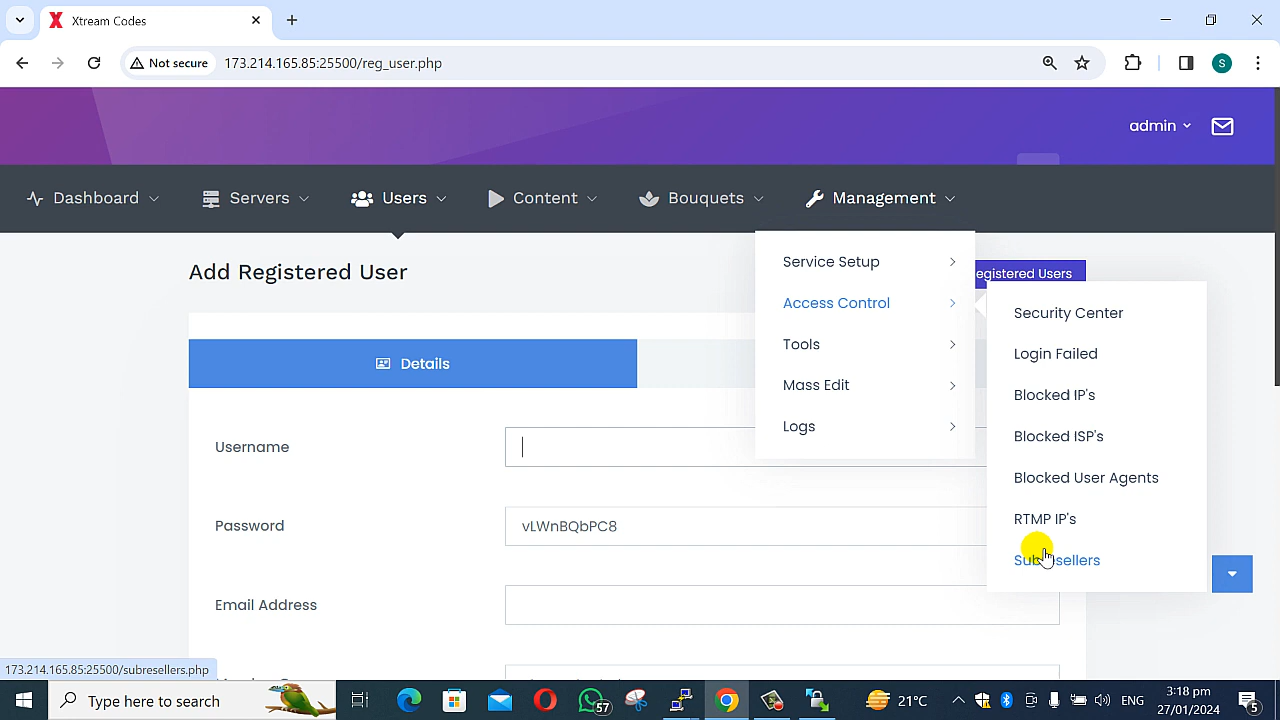 Xtream Codes
Not secure
173.214.165.85:25500/reg_user.php
S
admin
Dashboard
Servers
Users
Content
Bouquets
Management
Add Registered User
egistered Users
Service Setup
Access Control
Tools
Mass Edit
Logs
Security Center
Login Failed
Blocked IP's
Blocked ISP's
Blocked User Agents
RTMP IP's
Subresellers
Details
Username
Password
vLWnBQbPC8
Email Address
173.214.165.85:25500/subresellers.php
Type here to search
57
21°C
ENG
3:18 pm
27/01/2024
5